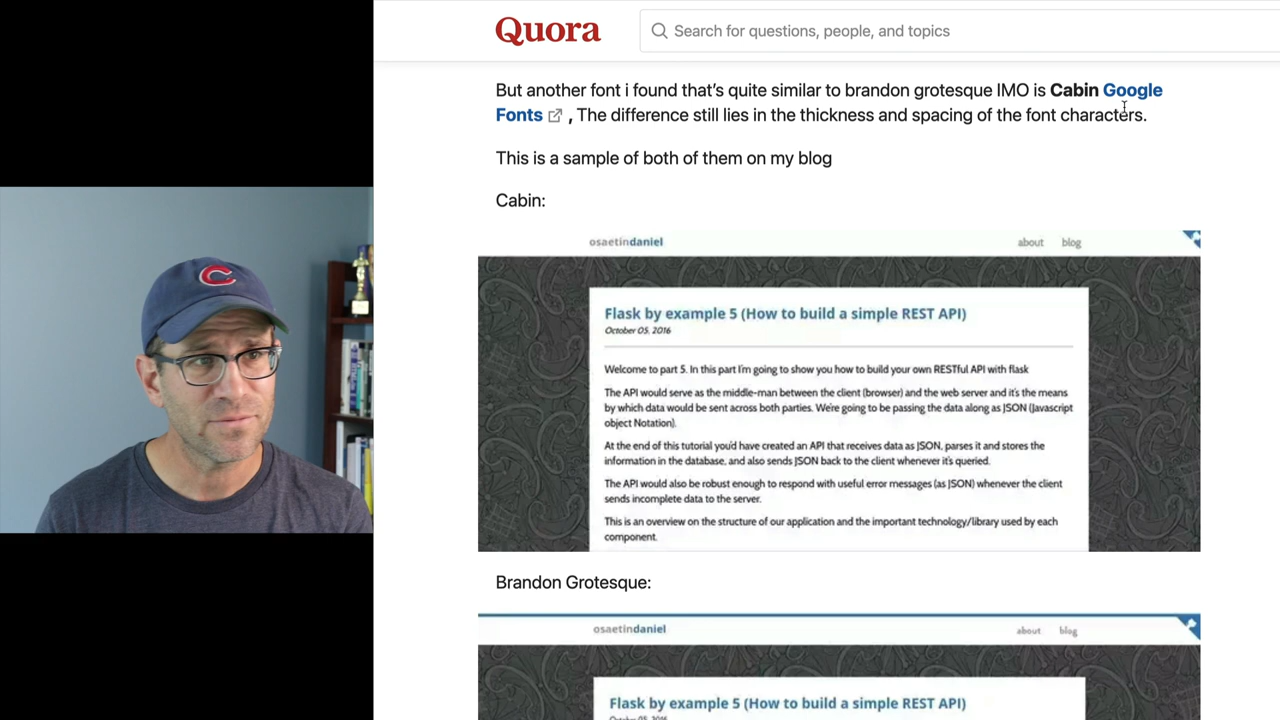 Quora
Search for questions, people, and topics
But another font i found that's quite similar to brandon grotesque IMO is Cabin Google
Fonts , The difference still lies in the thickness and spacing of the font characters.
This is a sample of both of them on my blog
Cabin:
osaetindaniel about blog
Flask by example 5 (How to build a simple REST API)
October 05, 2016
Welcome to part 5. In this part I'm going to show you how to build your own RESTful API with flask
The API would serve as the middle-man between the client (browser) and the web server and it's the means
by which data would be sent across both parties. We're going to be passing the data along as JSON (Javascript
object Notation).
At the end of this tutorial you'd have created an API that receives data as JSON, parses it and stores the
information in the database, and also sends JSON back to the client whenever it's queried.
The API would also be robust enough to respond with useful error messages (as JSON) whenever the client
sends incomplete data to the server.
This is an overview on the structure of our application and the important technology/library used by each
component.
Brandon Grotesque:
osaetindaniel about blog
Flask by example 5 (How to build a simple REST API)
October 05, 2016
C